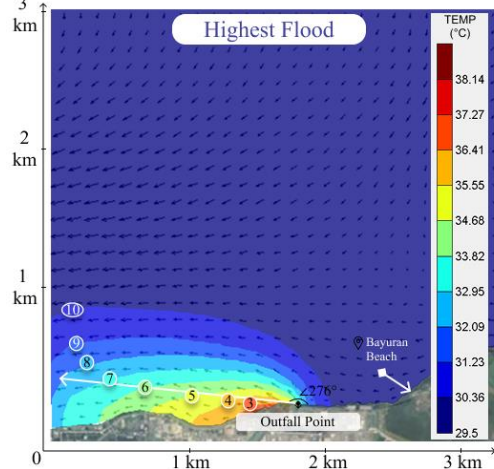 3
km
Highest Flood
TEMP
(°C)
38.14
37.27
36.41
35.55
34.68
33.82
32.95
32.09
31.23
30.36
29.5
2
km
1
km
10
9
8
7
6
5
4
3
∠276°
Bayuran
Beach
Outfall Point
0
1 km
2 km
3 km